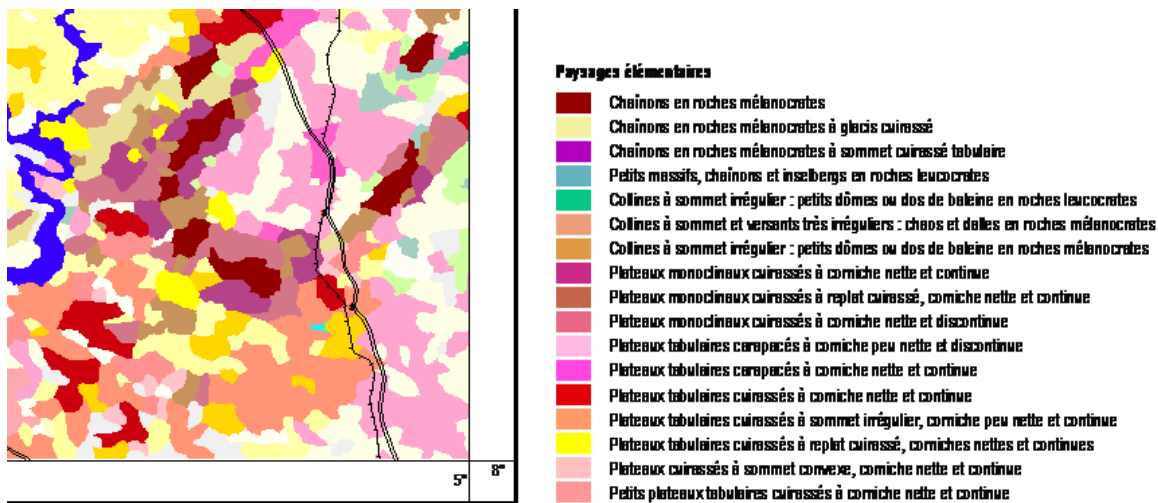 Paysages élémentaires
Chaînons en roches mélanocrates
Chaînons en roches mélanocrates à glacis cuirassé
Chaînons en roches mélanocrates à sommet cuirassé tabulaire
Petits massifs, chaînons et inselbergs en roches leucocrates
Collines à sommet irrégulier : petits dômes ou dos de baleine en roches leucocrates
Collines à sommet et versants très irréguliers : chaos et dalles en roches mélanocrates
Collines à sommet irrégulier : petits dômes ou dos de baleine en roches mélanocrates
Plateaux monoclinaux cuirassés à corniche nette et continue
Plateaux monoclinaux cuirassés à replat cuirassé, corniche nette et continue
Plateaux monoclinaux cuirassés à corniche nette et discontinue
Plateaux tabulaires carapacés à corniche peu nette et discontinue
Plateaux tabulaires carapacés à corniche nette et continue
Plateaux tabulaires cuirassés à corniche nette et continue
Plateaux tabulaires cuirassés à sommet irrégulier, corniche peu nette et continue
Plateaux tabulaires cuirassés à replat cuirassé, corniches nettes et continues
Plateaux cuirassés à sommet convexe, corniche nette et continue
Petits plateaux tabulaires cuirassés à corniche nette et continue
8°
5°